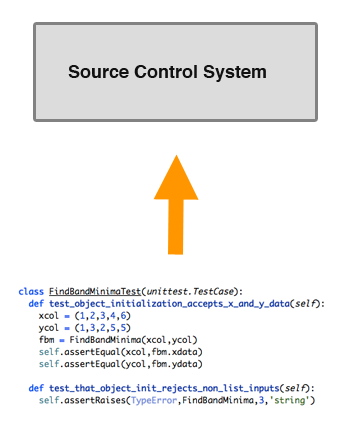 Source Control System
class FindBandMinimaTest(unittest.TestCase):
def test_object_initialization_accepts_x_and_y_data(self):
xcol = (1,2,3,4,6)
ycol = (1,3,2,5,5)
fbm = FindBandMinima(xcol,ycol)
self.assertEqual(xcol,fbm.xdata)
self.assertEqual(ycol,fbm.ydata)
def test_that_object_init_rejects_non_list_inputs(self):
self.assertRaises(TypeError,FindBandMinima,3,'string')